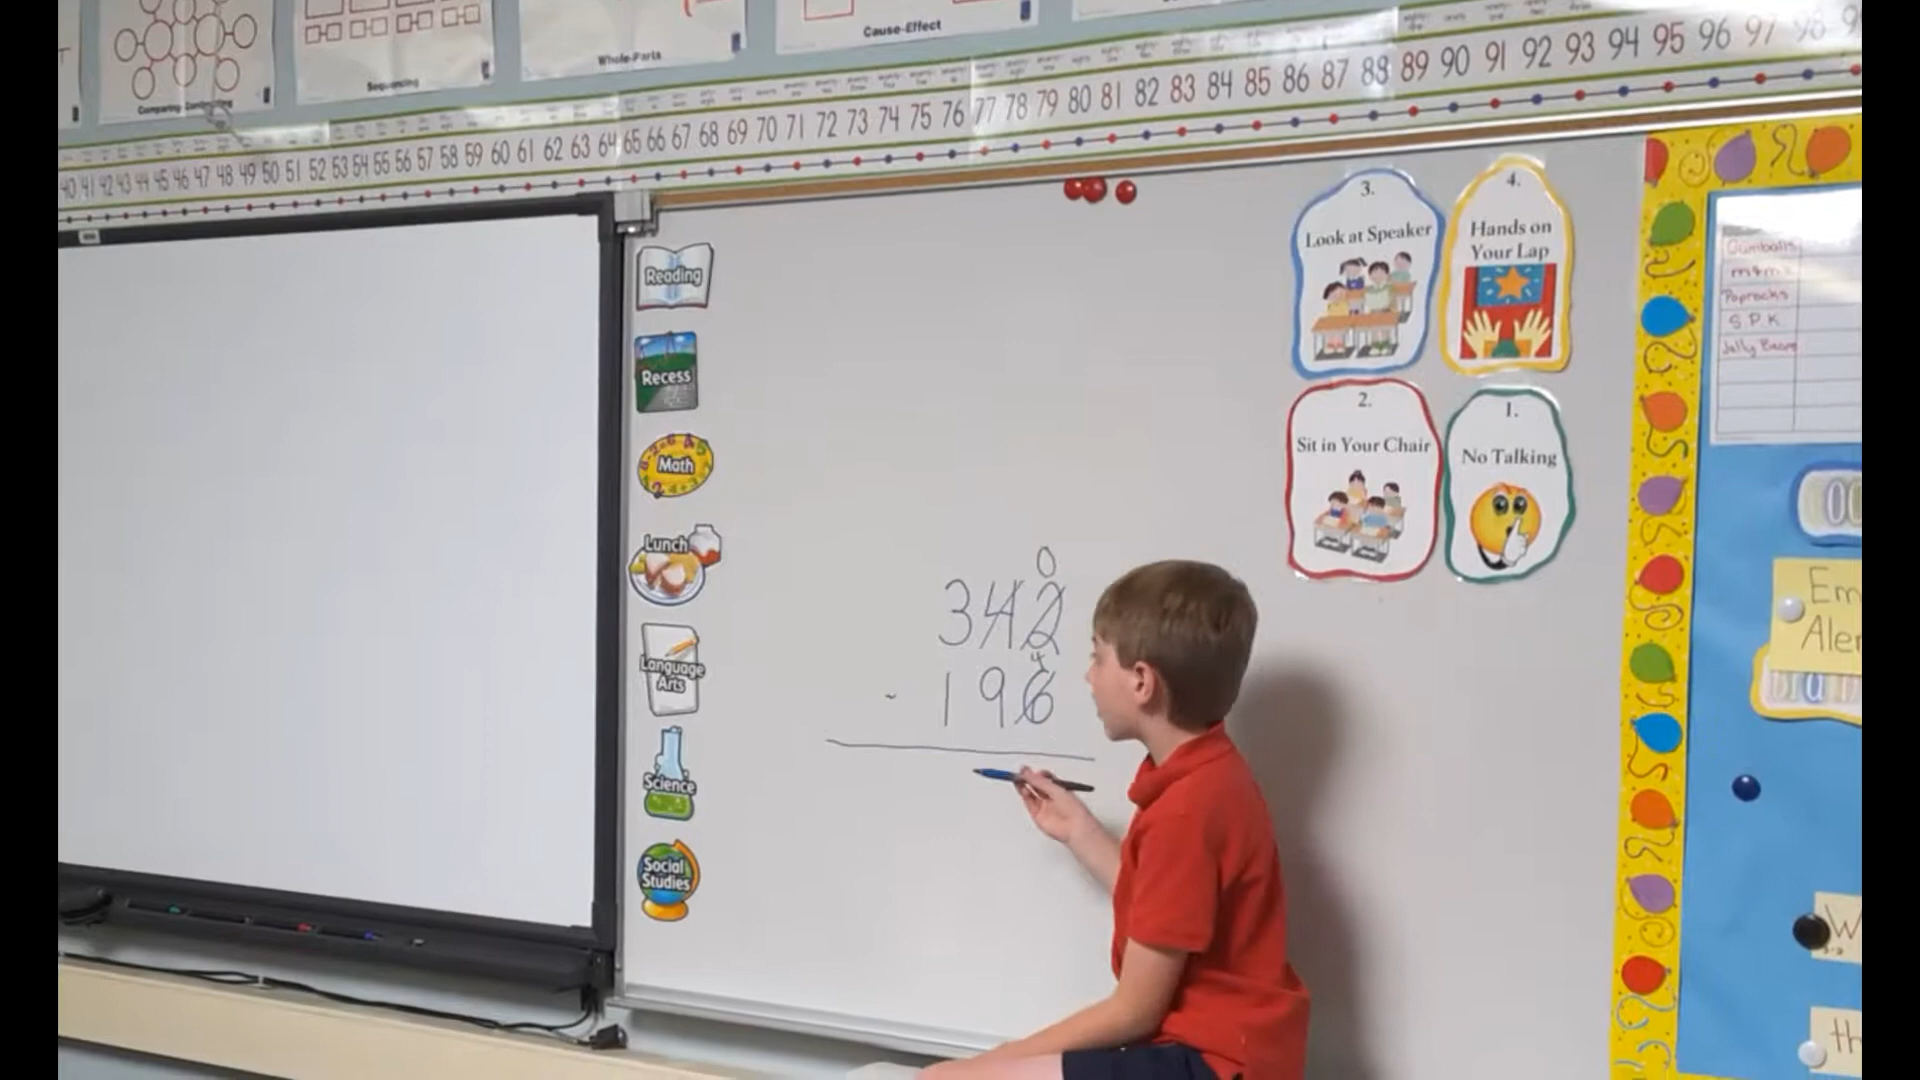 Comparing-Contrasting
Sequencing
Whole-Parts
Cause-Effect
40 41 42 43 44 45 46 47 48 49 50 51 52 53 54 55 56 57 58 59 60 61 62 63 64 65 66 67 68 69 70 71 72 73 74 75 76 77 78 79 80 81 82 83 84 85 86 87 88 89 90 91 92 93 94 95 96 97 98
Reading
Recess
Math
Lunch
Language
Arts
Science
Social
Studies
0
342
4
- 196
3.
Look at Speaker
4.
Hands on
Your Lap
2.
Sit in Your Chair
1.
No Talking
Gumballs
m+ms
Poprocks
S.P.K
Jelly Beans